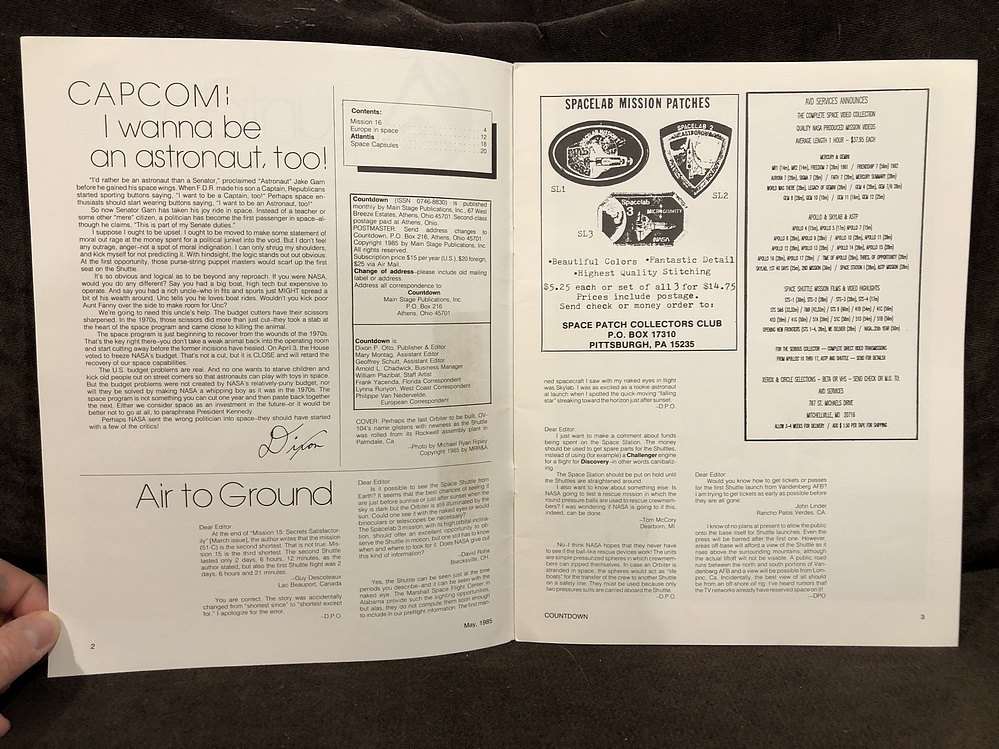 CAPCOM:
I wanna be
an astronaut, too!
"I'd rather be an astronaut than a Senator," proclaimed "Astronaut" Jake Garn
before he gained his space wings. When F.D.R. made his son a Captain, Republicans
started sporting buttons saying, "I want to be a Captain, too!" Perhaps space en-
thusiasts should start wearing buttons saying, "I want to be an Astronaut, too!"
So now Senator Garn has taken his joy ride in space. Instead of a teacher or
some other "mere" citizen, a politician has become the first passenger in space–al-
though he claims, "This is part of my Senate duties."
I suppose I ought to be upset. I ought to be moved to make some statement of
moral outrage at the money spent for a political junket into the void. But I don't feel
any outrage, anger–not a spot of moral indignation. I can only shrug my shoulders,
and kick myself for not predicting it. With hindsight, the logic stands out obvious:
At the first opportunity, those purse-string puppet masters would scarf up the first
seat on the Shuttle.
It's so obvious and logical as to be beyond any reproach. If you were NASA,
would you do any different? Say you had a big boat, high tech but expensive to
operate. And say you had a rich uncle–who in fits and spurts just MIGHT spread a
bit of his wealth around. Unc tells you he loves boat rides. Wouldn't you kick poor
Aunt Fanny over the side to make room for Unc?
We're going to need this uncle's help. The budget cutters have their scissors
sharpened. In the 1970s, those scissors did more than just cut–they took a stab at
the heart of the space program and came close to killing the animal.
The space program is just beginning to recover from the wounds of the 1970s.
That's the key right there–you don't take a weak animal back into the operating room
and start cutting away before the former incisions have healed. On April 3, the House
voted to freeze NASA's budget. That's not a cut, but it is CLOSE and will retard the
recovery of our space capabilities.
The U.S. budget problems are real. And no one wants to starve children and
kick old people out on street corners so that astronauts can play with toys in space.
But the budget problems were not created by NASA's relatively-puny budget, nor
will they be solved by making NASA a whipping boy as it was in the 1970s. The
space program is not something you can cut one year and then paste back together
the next. Either we consider space as an investment in the future–or it would be
better not to go at all, to paraphrase President Kennedy.
Perhaps NASA sent the wrong politician into space–they should have started
with a few of the critics!
Dixon
Contents:
Mission 16 4
Europe in space 12
Atlantis 18
Space Capsules 20
Countdown (ISSN 0746-8830) is published
monthly by Main Stage Publications, Inc., 67 West
Breeze Estates, Athens, Ohio 45701. Second-class
postage paid at Athens, Ohio.
POSTMASTER: Send address changes to
Countdown, P.O. Box 216, Athens, Ohio 45701.
Copyright 1985 by Main Stage Publications, Inc.
All rights reserved.
Subscription price $15 per year (U.S.), $20 foreign,
$25 via Air Mail.
Change of address–please include old mailing
label or address.
Address all correspondence to
Countdown
Main Stage Publications, Inc.
P.O. Box 216
Athens, Ohio 45701
Countdown is:
Dixon P. Otto, Publisher & Editor
Mary Montag, Assistant Editor
Geoffrey Schutt, Assistant Editor
Arnold L. Chadwick, Business Manager
William Piazibar, Staff Artist
Frank Yacenda, Florida Correspondent
Lynna Runyon, West Coast Correspondent
Philippe Van Nedervelde,
European Correspondent
COVER: Perhaps the last Orbiter to be built, OV-
104's name glistens with newness as the Shuttle
was rolled from its Rockwell assembly plant in
Palmdale, Ca.
–Photo by Michael Ryan Ripley
Copyright 1985 by MRR&A
Air to Ground
Dear Editor:
At the end of "Mission 15: Secrets Satisfactor-
ily" [March issue], the author writes that the mission
(51-C) is the second shortest. That is not true. Mis-
sion 15 is the third shortest. The second Shuttle
lasted only 2 days, 6 hours, 12 minutes, as the
author stated, but also the first Shuttle flight was 2
days, 6 hours and 21 minutes.
–Guy Descoteaux
Lac Beauport, Canada
You are correct. The story was accidentally
changed from "shortest since" to "shortest except
for." I apologize for the error.
–D.P.O.
Dear Editor:
Is it possible to see the Space Shuttle from
Earth? It seems that the best chances of seeing it
are just before sunrise or just after sunset when the
sky is dark but the Orbiter is still illuminated by the
sun. Could one see it with the naked eyes or would
binoculars or telescopes be necessary?
The Spacelab 3 mission, with its high orbital inclina-
tion, should offer an excellent opportunity to ob-
serve the Shuttle in motion, but one still has to know
when and where to look for it. Does NASA give out
this kind of information?
–David Roha
Brecksville, OH
Yes, the Shuttle can be seen just at the time
periods you describe–and it can be seen with the
naked eye. The Marshall Space Flight Center in
Alabama provide such the sighting opportunities,
but alas, they do not compute them soon enough
to include in our preflight information. The first man-
2
May, 1985
SPACELAB MISSION PATCHES
SPACELAB
SPACELAB 2
SL1
SL2
Spacelab
3
MICROGRAVITY
NASA
SL3
•Beautiful Colors •Fantastic Detail
•Highest Quality Stitching
$5.25 each or set of all 3 for $14.75
Prices include postage.
Send check or money order to:
SPACE PATCH COLLECTORS CLUB
P.O. BOX 17310
PITTSBURGH, PA 15235
ned spacecraft I saw with my naked eyes in flight
was Skylab. I was as excited as a rookie astronaut
at launch when I spotted the quick-moving "falling
star" streaking toward the horizon just after sunset.
–D.P.O.
Dear Editor:
I just want to make a comment about funds
being spent on the Space Station. The money
should be used to get spare parts for the Shuttles,
instead of using (for example) a Challenger engine
for a flight for Discovery–in other words cannibaliz-
ing.
The Space Station should be put on hold until
the Shuttles are straightened around.
I also want to know about something else: Is
NASA going to test a rescue mission in which the
round pressure balls are used to rescue crewmem-
bers? I was wondering if NASA is going to if this,
indeed, can be done.
–Tom McCory
Dearborn, MI
No–I think NASA hopes that they never have
to see if the ball-like rescue devices work! The units
are simple pressurized spheres in which crewmem-
bers can zip themselves. In case an Orbiter is
stranded in space, the spheres would act as "life
boats" for the transfer of the crew to another Shuttle
on a safety line. They must be used because only
two pressure suits are carried aboard the Shuttle.
–D.P.O.
AVD SERVICES ANNOUNCES
THE COMPLETE SPACE VIDEO COLLECTION
QUALITY NASA PRODUCED MISSION VIDEOS
AVERAGE LENGTH 1 HOUR — $37.95 EACH
MERCURY & GEMINI
APOLLO & SKYLAB & ASTP
SPACE SHUTTLE MISSION FILMS & VIDEO HIGHLIGHTS
FOR THE SERIOUS COLLECTOR — COMPLETE DIRECT VIDEO TRANSMISSIONS
FROM APOLLO! 10 THRU 17, ASTP AND SHUTTLE — SEND FOR DETAILS!
XEROX & CIRCLE SELECTIONS — BETA OR VHS — SEND CHECK OR M.O. TO:
AVD SERVICES
767 ST. MICHAELS DRIVE
MITCHELLVILLE, MD 20716
ALLOW 3-4 WEEKS FOR DELIVERY / ADD $ 1.50 PER TAPE FOR SHIPPING
Dear Editor:
Would you know how to get tickets or passes
for the first Shuttle launch from Vandenberg AFB?
I am trying to get tickets as early as possible before
they are all gone.
John Linder
Rancho Palos Verdes, CA.
I know of no plans at present to allow the public
onto the base itself for Shuttle launches. Even the
press will be barred after the first one. However,
areas off-base will afford a view of the Shuttle as it
rises above the surrounding mountains, although
the actual liftoff will not be visable. A public road
runs between the north and south portions of Van-
denberg AFB and a view will be possible from Lom-
poc, Ca. Incidentally, the best view of all should
be from an off-shore oil rig. I've heard rumors that
the TV networks already have reserved space on it!
–DPO
COUNTDOWN
3